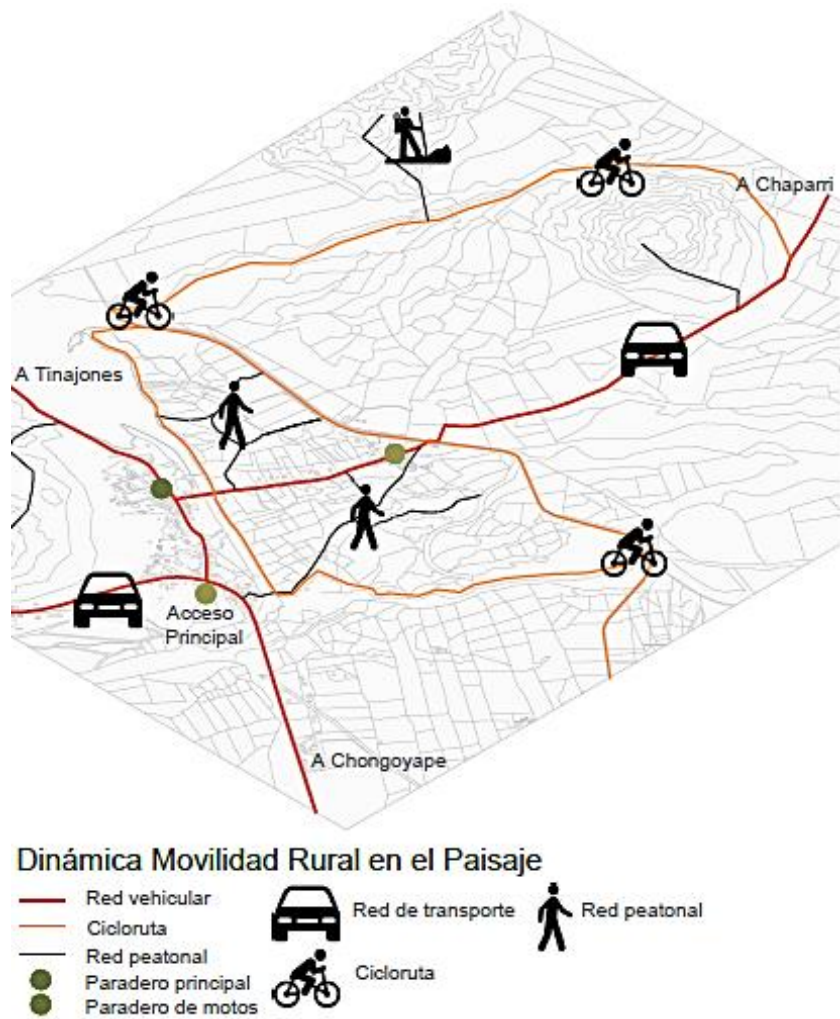 A Chaparri
A Tinajones
Acceso
Principal
A Chongoyape
Dinámica Movilidad Rural en el Paisaje
Red vehicular
Cicloruta
Red peatonal
Paradero principal
Paradero de motos
Red de transporte
Cicloruta
Red peatonal